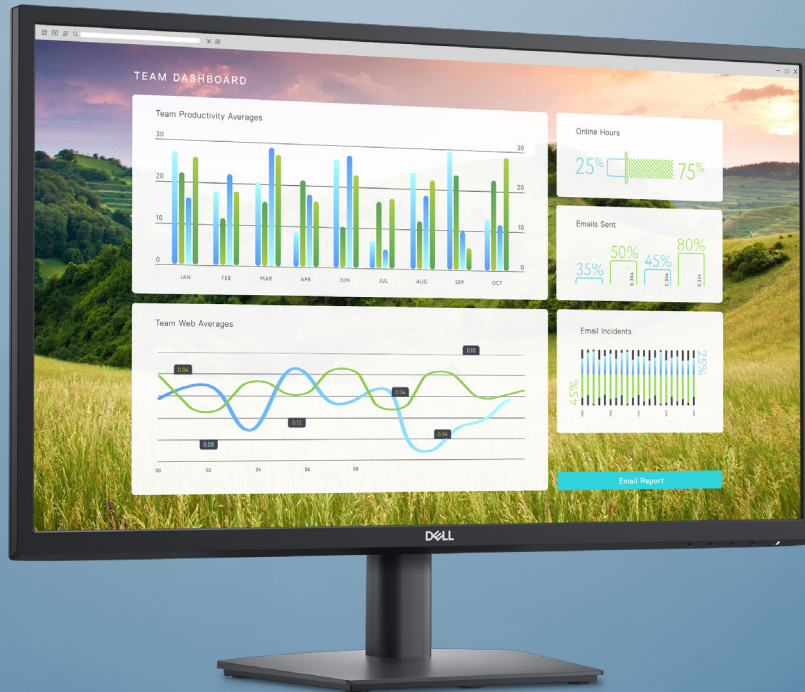 TEAM DASHBOARD
Team Productivity Averages
30
20
10
0
30
20
10
0
JAN
FEB
MAR
APR
JUN
JUL
AUG
SEP
OCT
Online Hours
25%
75%
Emails Sent
35%
50%
45%
80%
Team Web Averages
0.04
0.08
0.12
0.04
0.04
0.10
00
02
04
06
08
Email Incidents
45%
25%
Email Report
DELL